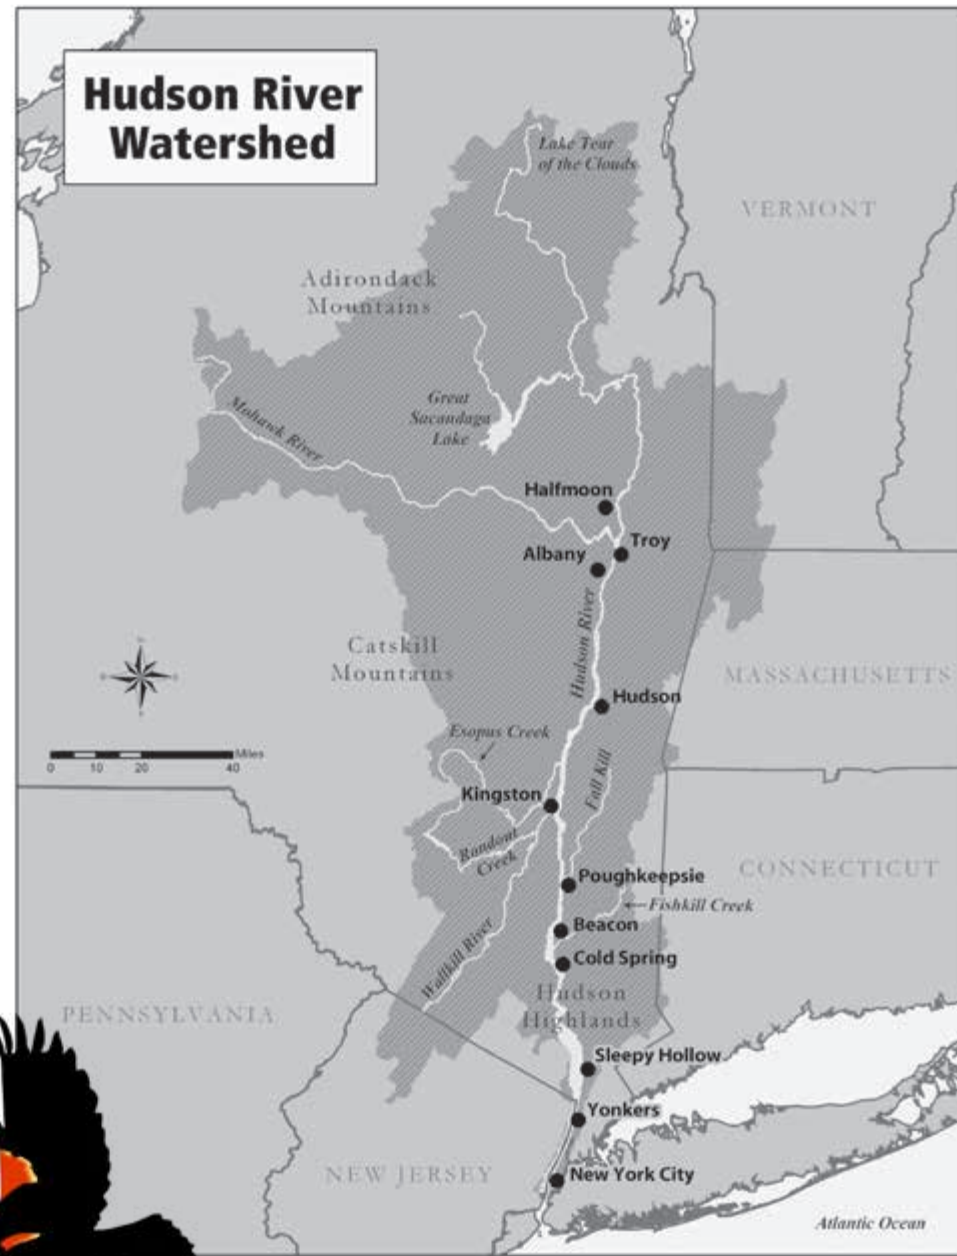 Hudson River
Watershed
Lake Tear
of the Clouds
VERMONT
Adirondack
Mountains
Great
Sacandaga
Lake
Mohawk River
Halfmoon
Troy
Albany
Hudson River
Catskill
Mountains
MASSACHUSETTS
Hudson
Esopus Creek
Miles
0 10 20 40
Fall Kill
Kingston
Rondout
Creek
CONNECTICUT
Poughkeepsie
Fishkill Creek
Beacon
Cold Spring
Wallkill River
Hudson
Highlands
PENNSYLVANIA
Sleepy Hollow
Yonkers
NEW JERSEY
New York City
Atlantic Ocean